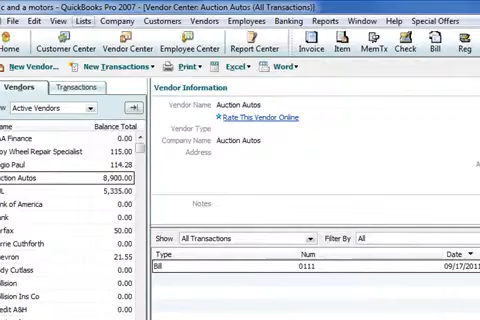 c and a motors - QuickBooks Pro 2007 - [Vendor Center: Auction Autos (All Transactions)]
View Lists Company Customers Vendors Employees Banking Reports Window Help Special Offers
Home Customer Center Vendor Center Employee Center Report Center Invoice Item MemTx Check Bill Reg
New Vendor... New Transactions Print Excel Word
Vendors Transactions
Active Vendors
ame Balance Total
A Finance 0.00
oy Wheel Repair Specialist 115.00
gio Paul 114.28
ction Autos 8,900.00
L 5,335.00
nk of America 0.00
ank 0.00
rfax 50.00
rrie Cuthforth 0.00
evron 21.55
dy Cutlass 0.00
llision 0.00
llision Ins Co 0.00
edit A&H 0.00
Vendor Information
Vendor Name Auction Autos
Rate This Vendor Online
Vendor Type
Company Name Auction Autos
Address
Notes
Show All Transactions Filter By All
Type Num Date
Bill 0111 09/17/2011